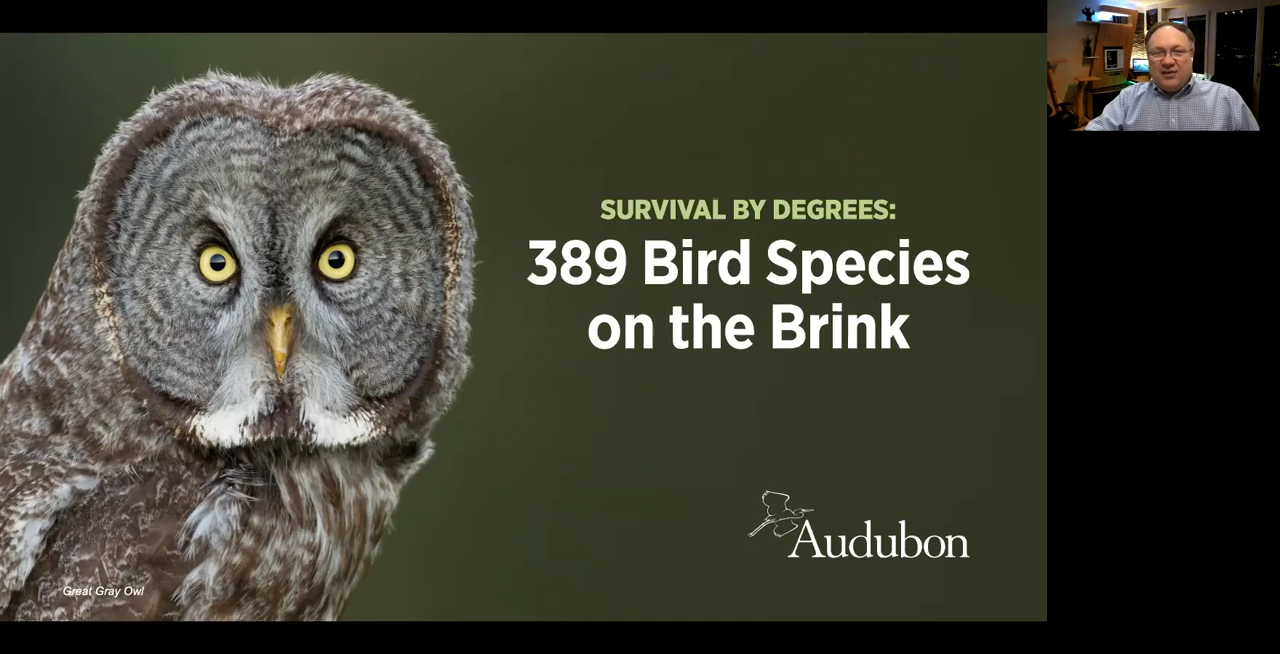 SURVIVAL BY DEGREES:
389 Bird Species
on the Brink
Audubon
Great Gray Owl